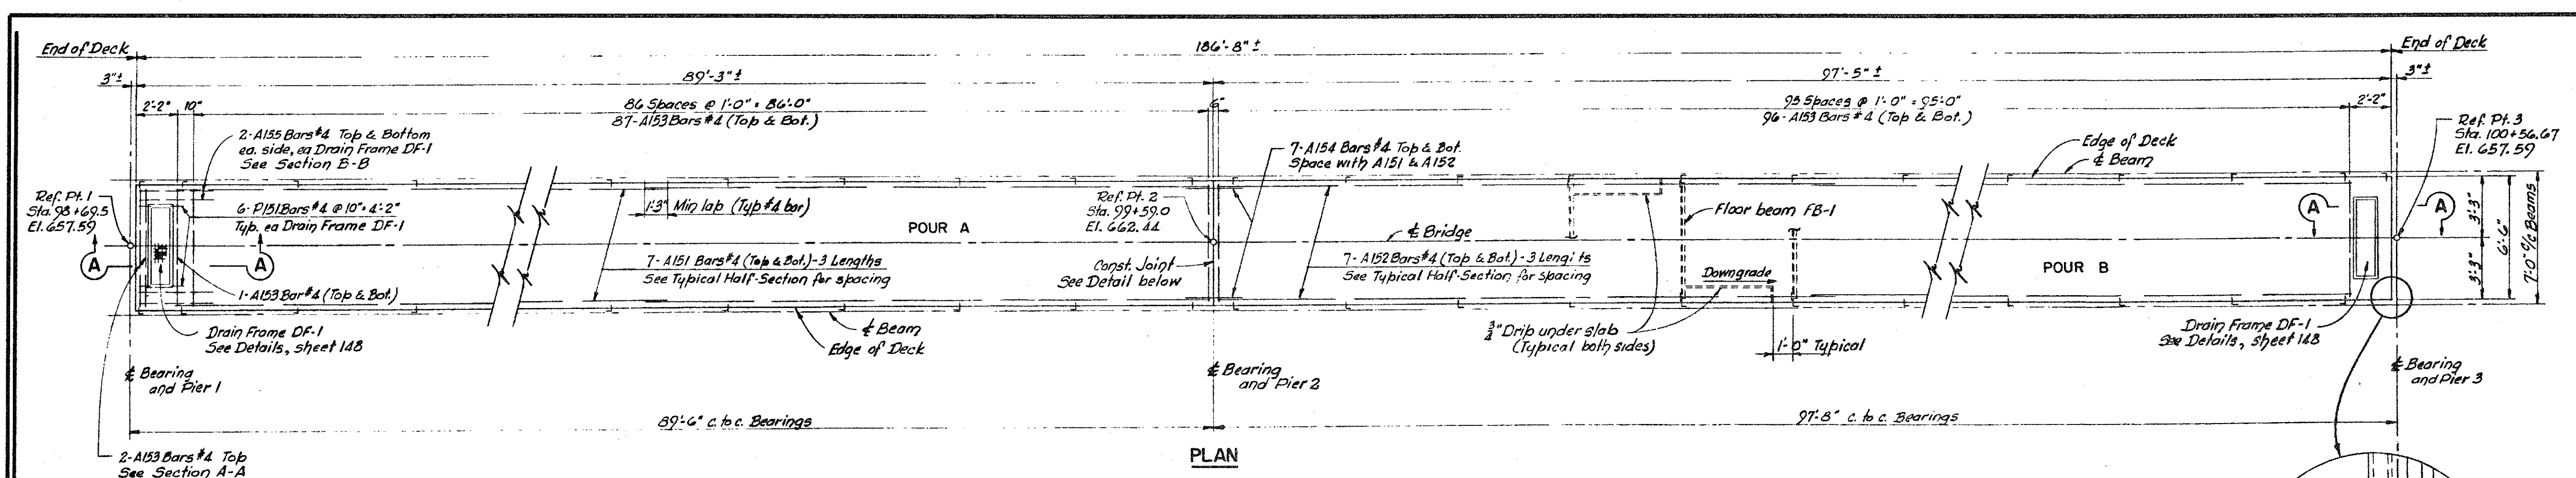 End of Deck
186'-8" ±
End of Deck
3"±
89'-3" ±
97'-5" ±
3"±
2'-2"
10"
86 Spaces @ 1'-0" = 86'-0"
87-A153 Bars #4 (Top & Bot.)
6"
95 Spaces @ 1'-0" = 95'-0"
96-A153 Bars #4 (Top & Bot.)
2'-2"
2-A155 Bars #4 Top & Bottom
ea. side, ea Drain Frame DF-1
See Section B-B
7-A154 Bars #4 Top & Bot.
Space with A151 & A152
Edge of Deck
℄ Beam
Ref. Pt. 3
Sta. 100+56.67
El. 657.59
Ref. Pt. 1
Sta. 98+69.5
El. 657.59
6-P151 Bars #4 @ 10" = 4'-2"
Typ. ea Drain Frame DF-1
1'-3" Min lap (Typ #4 bar)
POUR A
Ref. Pt. 2
Sta. 99+59.0
El. 662.44
Floor beam FB-1
℄ Bridge
A
A
3'-3"
3'-3"
6'-6"
7'-0" c/c Beams
A
A
7-A151 Bars #4 (Top & Bot.)-3 Lengths
See Typical Half-Section for spacing
Const. Joint
See Detail below
7-A152 Bars #4 (Top & Bot.)-3 Lengths
See Typical Half-Section for spacing
Downgrade
POUR B
1-A153 Bar #4 (Top & Bot.)
Drain Frame DF-1
See Details, sheet 148
℄ Beam
Edge of Deck
3/4" Drip under slab
(Typical both sides)
1'-0" Typical
Drain Frame DF-1
See Details, sheet 148
℄ Bearing
and Pier 1
℄ Bearing
and Pier 2
℄ Bearing
and Pier 3
89'-6" c. to c. Bearings
97'-8" c. to c. Bearings
2-A153 Bars #4 Top
See Section A-A
PLAN